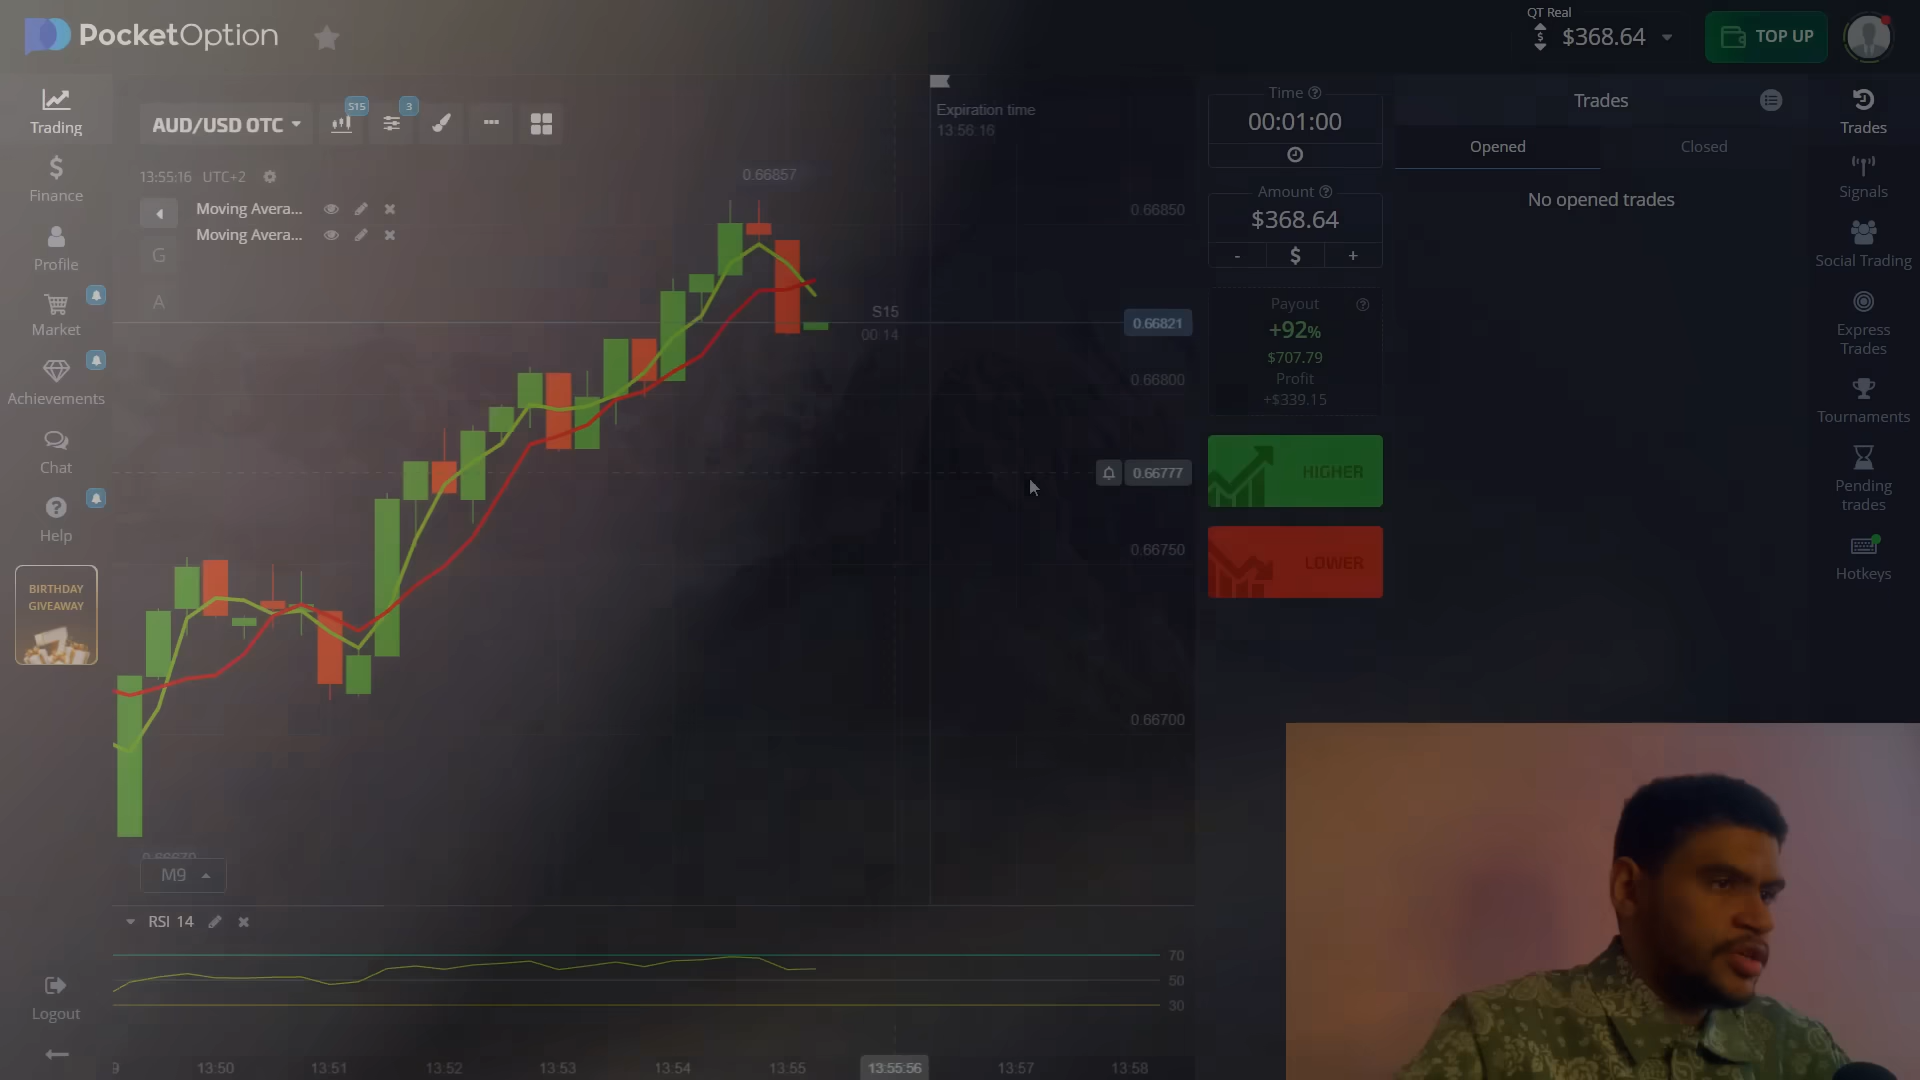 PocketOption
QT Real
$368.64
TOP UP
Trading
Finance
Profile
Market
Achievements
Chat
Help
BIRTHDAY
GIVEAWAY
Logout
AUD/USD OTC
S15
3
13:55:16 UTC+2
Moving Avera...
Moving Avera...
G
A
0.66857
Expiration time
13:56:16
S15
00:14
0.66850
0.66821
0.66800
0.66777
0.66750
0.66700
0.66670
M9
RSI 14
70
50
30
9
13:50
13:51
13:52
13:53
13:54
13:55
13:55:56
13:57
13:58
Time
00:01:00
Amount
$368.64
-
$
+
Payout
+92%
$707.79
Profit
+$339.15
HIGHER
LOWER
Trades
Opened
Closed
No opened trades
Trades
Signals
Social Trading
Express
Trades
Tournaments
Pending
trades
Hotkeys